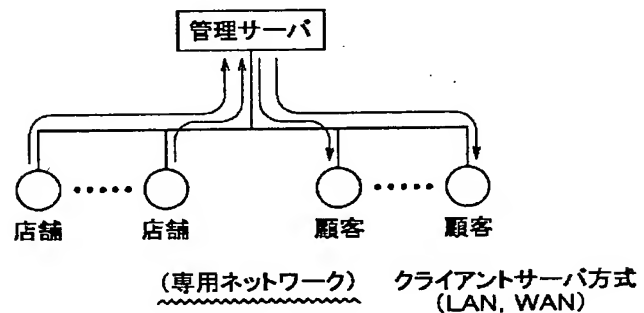 管理サーバ
店舗 店舗 顧客 顧客
(専用ネットワーク) クライアントサーバ方式
(LAN, WAN)